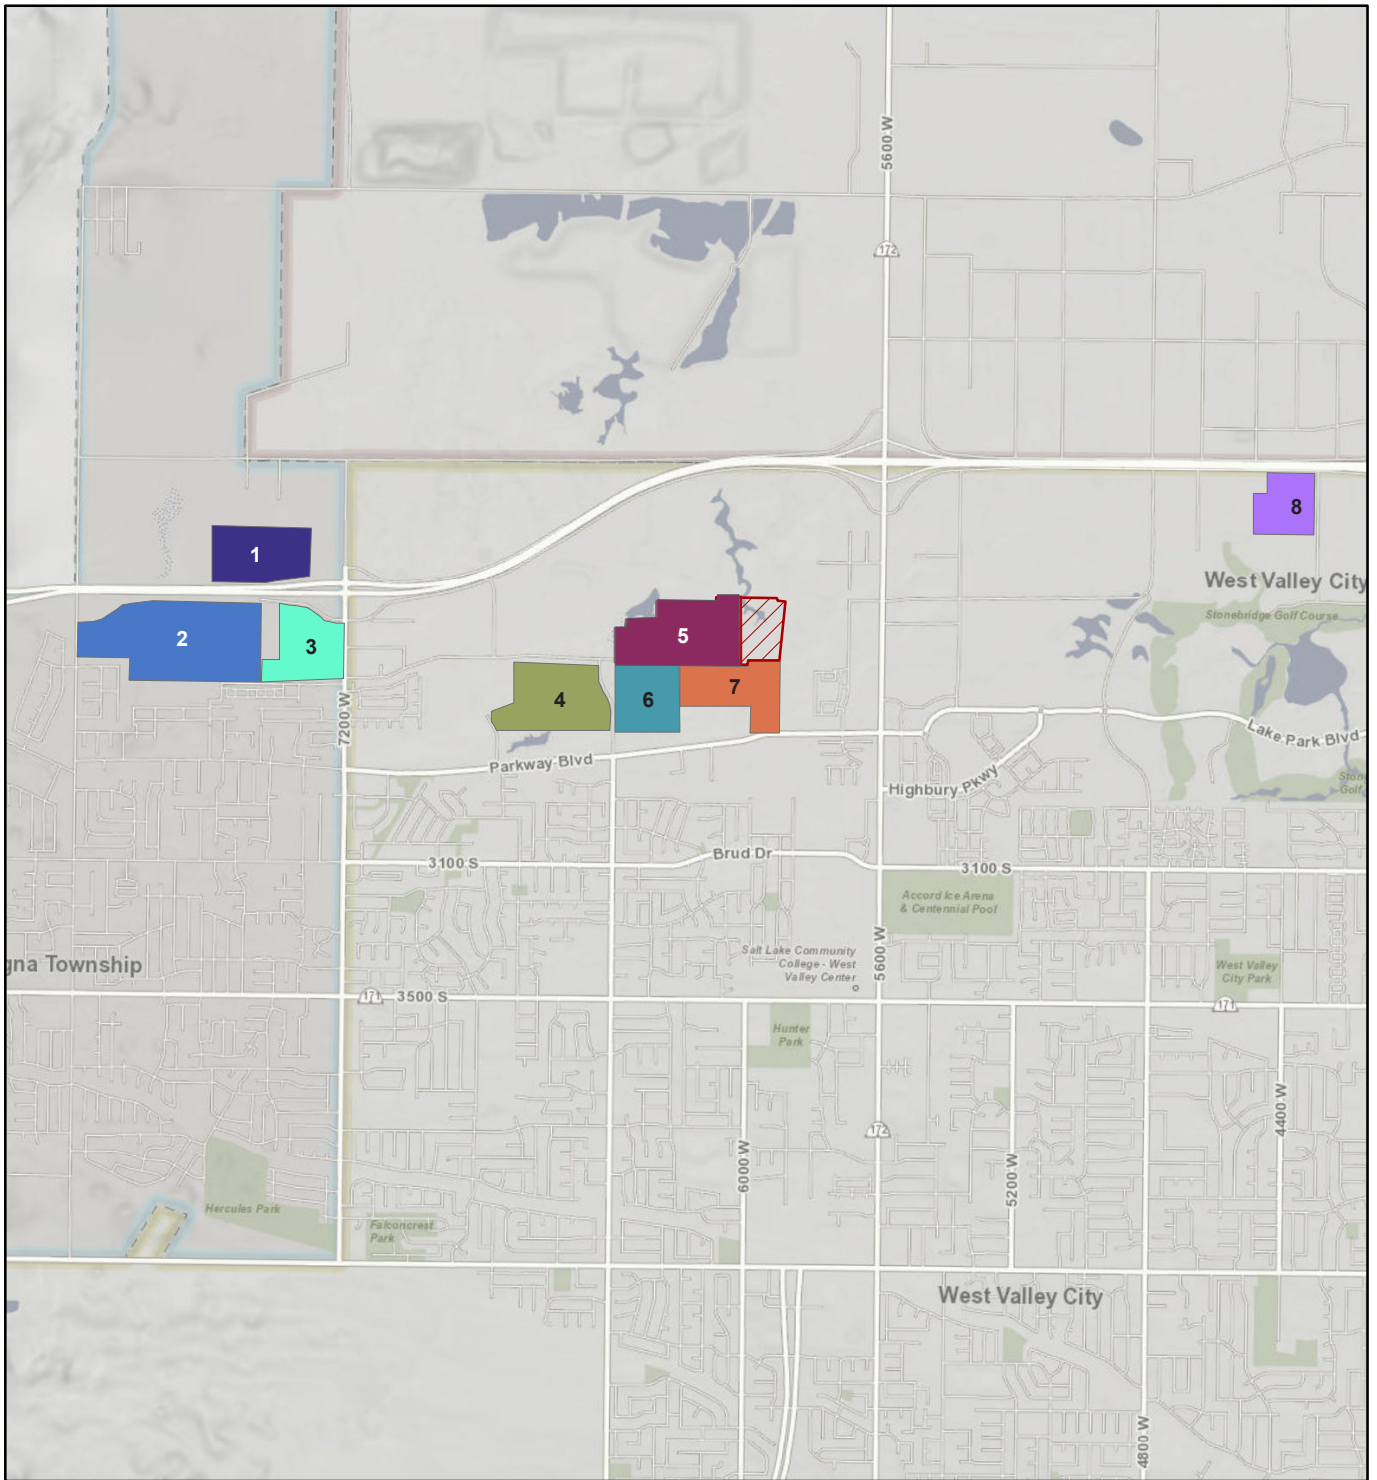 5600 W
172
8
1
West Valley City
Stonebridge Golf Course
2
3
5
4
6
7
7200 W
Lake Park Blvd
Parkway Blvd
Highbury Pkwy
Ston
Golf
3100 S
Brud Dr
3100 S
Accord Ice Arena
& Centennial Pool
5600 W
Salt Lake Community
College - West
Valley Center
gna Township
West Valley
City Park
171
3500 S
171
Hunter
Park
4400 W
172
6000 W
5200 W
Hercules Park
Falconcrest
Park
West Valley City
4800 W